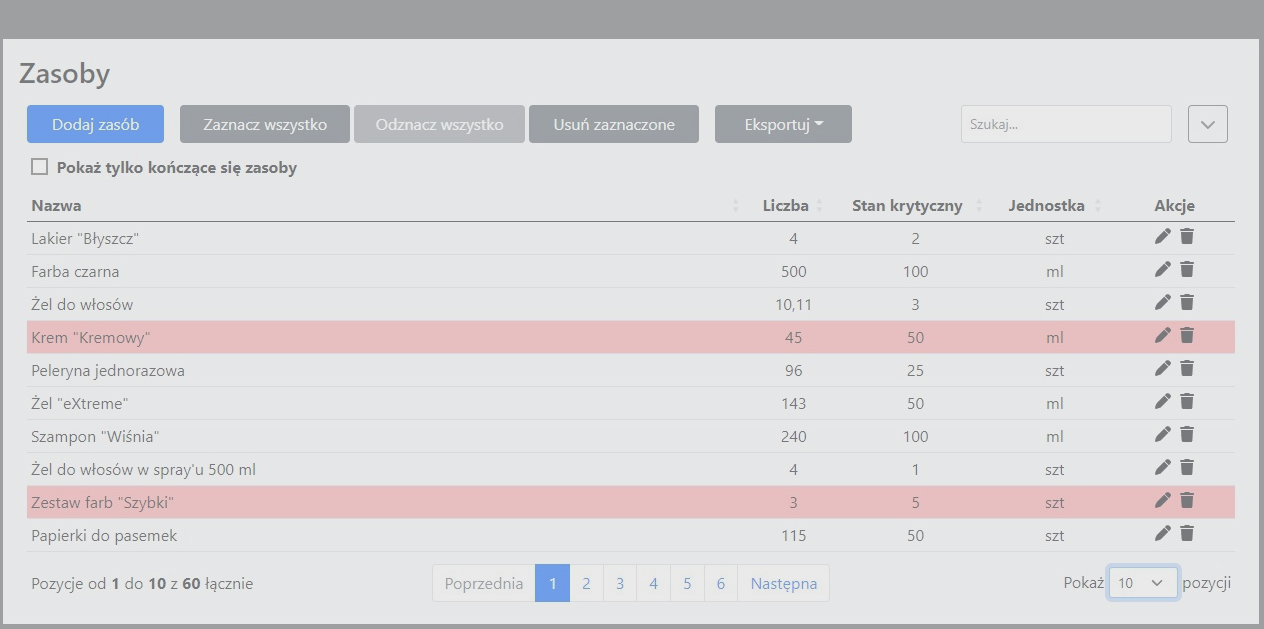 Zasoby
Dodaj zasób Zaznacz wszystko Odznacz wszystko Usuń zaznaczone Eksportuj Szukaj...
Pokaż tylko kończące się zasoby
Nazwa Liczba Stan krytyczny Jednostka Akcje
Lakier "Błyszcz" 4 2 szt
Farba czarna 500 100 ml
Żel do włosów 10,11 3 szt
Krem "Kremowy" 45 50 ml
Peleryna jednorazowa 96 25 szt
Żel "eXtreme" 143 50 ml
Szampon "Wiśnia" 240 100 ml
Żel do włosów w spray'u 500 ml 4 1 szt
Zestaw farb "Szybki" 3 5 szt
Papierki do pasemek 115 50 szt
Pozycje od 1 do 10 z 60 łącznie Poprzednia 1 2 3 4 5 6 Następna Pokaż 10 pozycji